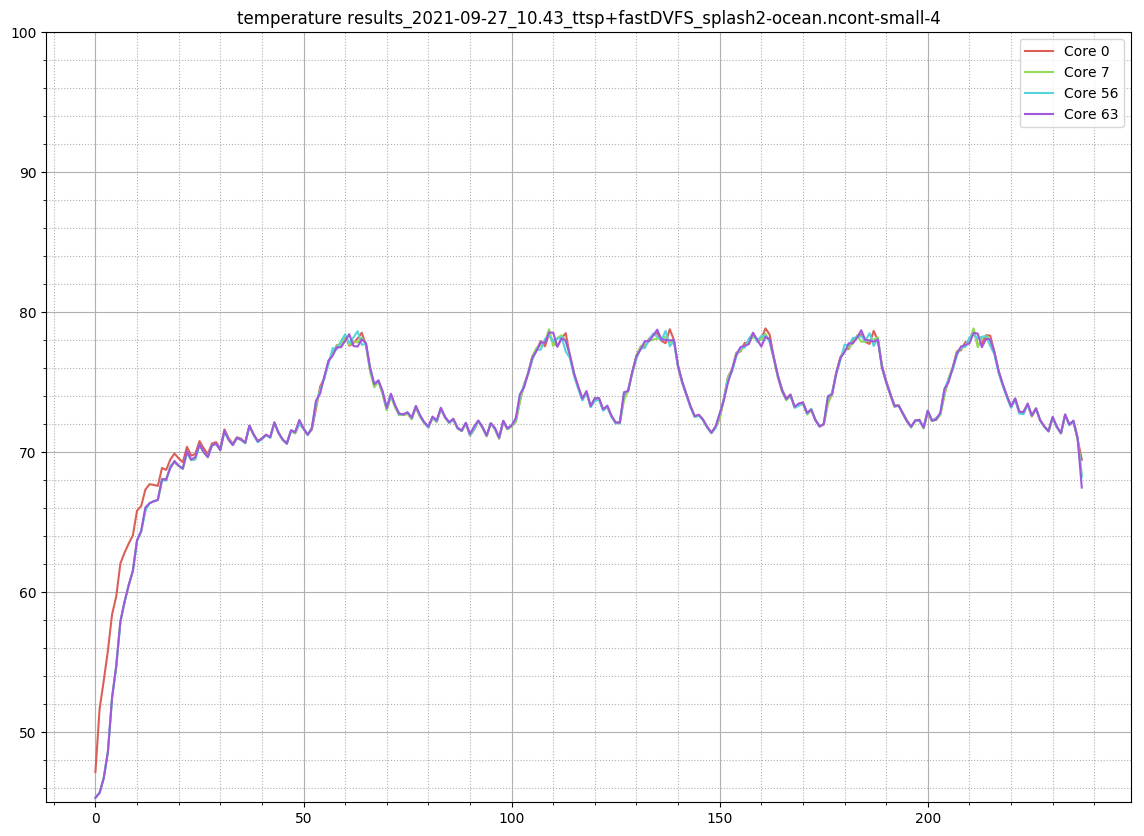 temperature results_2021-09-27_10.43_ttsp+fastDVFS_splash2-ocean.ncont-small-4
100
90
80
70
60
50
0
50
100
150
200
Core 0
Core 7
Core 56
Core 63